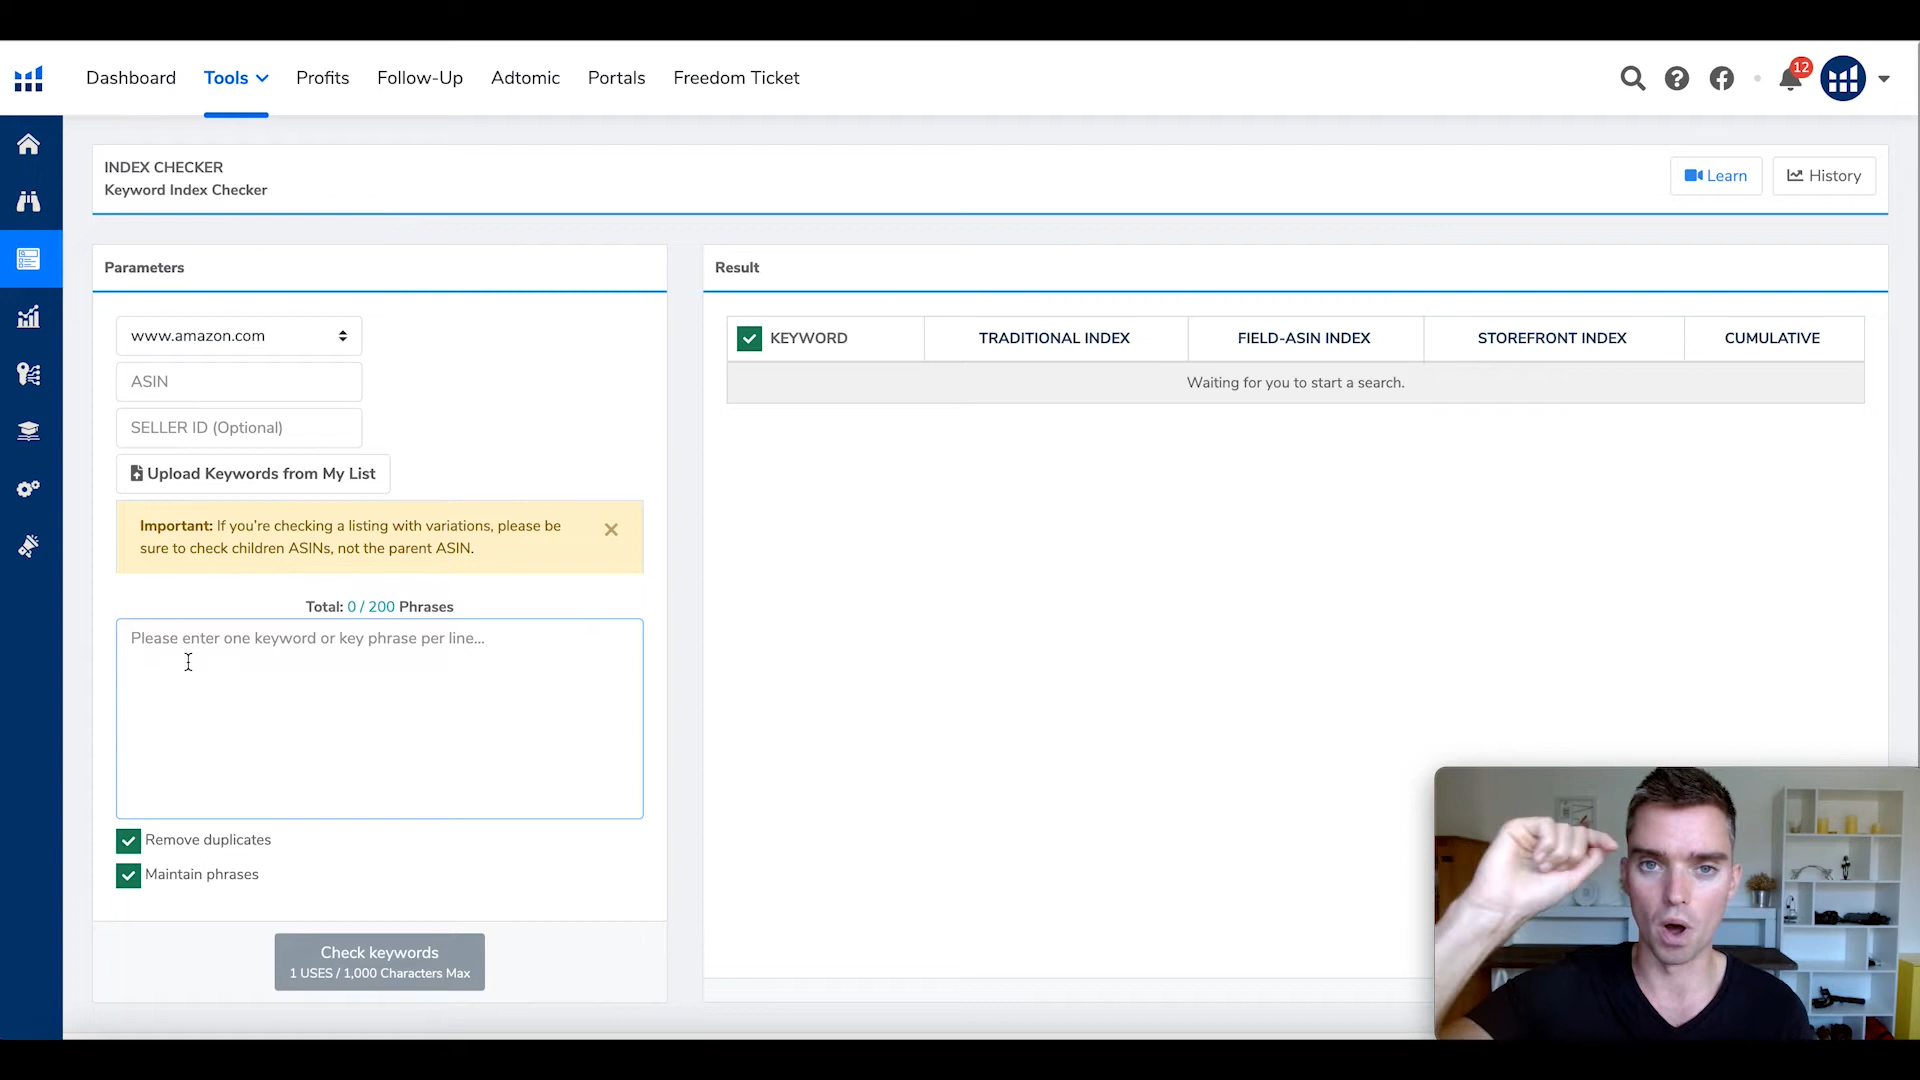 Dashboard Tools Profits Follow-Up Adtomic Portals Freedom Ticket 12
INDEX CHECKER
Keyword Index Checker
Learn History
Parameters
www.amazon.com
ASIN
SELLER ID (Optional)
Upload Keywords from My List
Important: If you're checking a listing with variations, please be
sure to check children ASINs, not the parent ASIN.
Total: 0 / 200 Phrases
Please enter one keyword or key phrase per line...
Remove duplicates
Maintain phrases
Check keywords
1 USES / 1,000 Characters Max
Result
KEYWORD TRADITIONAL INDEX FIELD-ASIN INDEX STOREFRONT INDEX CUMULATIVE
Waiting for you to start a search.